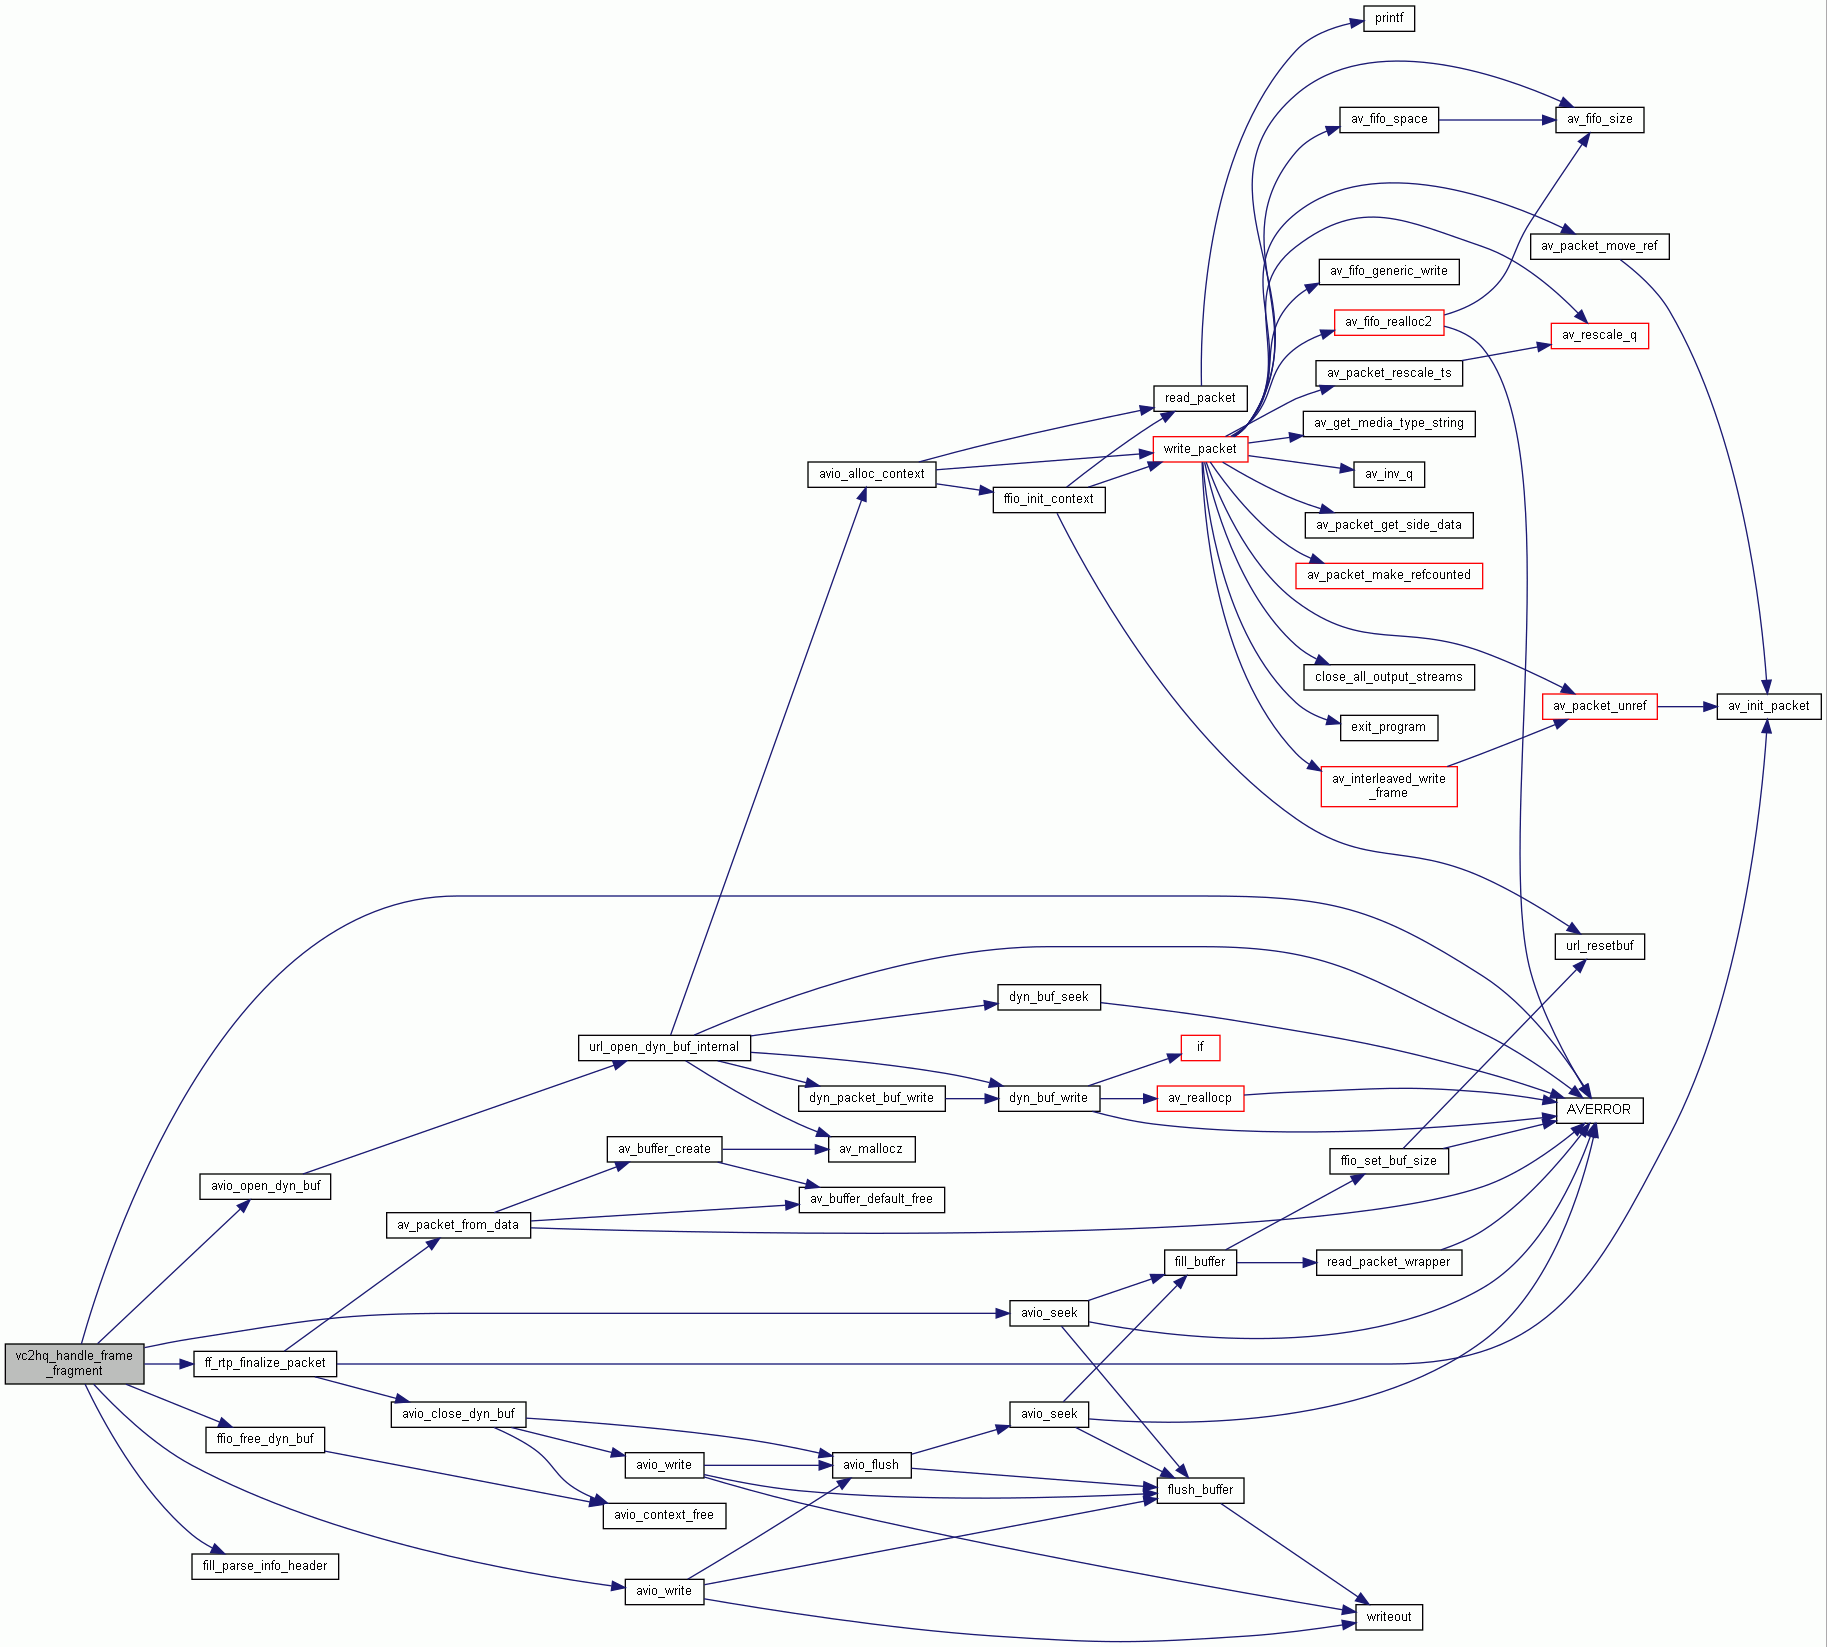 printf
av_fifo_space
av_fifo_size
av_packet_move_ref
av_fifo_generic_write
av_fifo_realloc2
av_rescale_q
av_packet_rescale_ts
read_packet
av_get_media_type_string
write_packet
avio_alloc_context
av_inv_q
ffio_init_context
av_packet_get_side_data
av_packet_make_refcounted
close_all_output_streams
av_packet_unref
av_init_packet
exit_program
av_interleaved_write
_frame
url_resetbuf
dyn_buf_seek
url_open_dyn_buf_internal
if
dyn_packet_buf_write
dyn_buf_write
av_reallocp
AVERROR
av_buffer_create
av_mallocz
ffio_set_buf_size
avio_open_dyn_buf
av_buffer_default_free
av_packet_from_data
fill_buffer
read_packet_wrapper
avio_seek
vc2hq_handle_frame
_fragment
ff_rtp_finalize_packet
avio_close_dyn_buf
avio_seek
ffio_free_dyn_buf
avio_write
avio_flush
flush_buffer
avio_context_free
fill_parse_info_header
avio_write
writeout